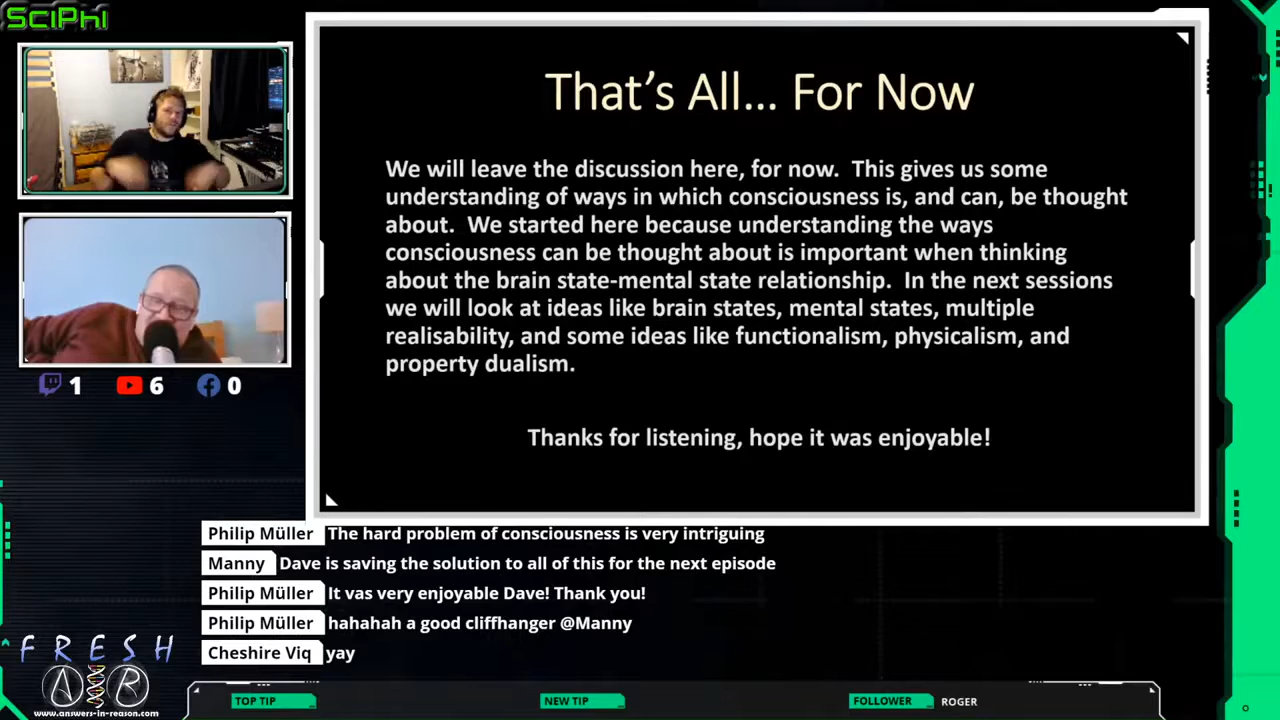 SCIPHI
That's All... For Now
We will leave the discussion here, for now. This gives us some
understanding of ways in which consciousness is, and can, be thought
about. We started here because understanding the ways
consciousness can be thought about is important when thinking
about the brain state-mental state relationship. In the next sessions
we will look at ideas like brain states, mental states, multiple
realisability, and some ideas like functionalism, physicalism, and
property dualism.
Thanks for listening, hope it was enjoyable!
1 6 0
Philip Müller The hard problem of consciousness is very intriguing
Manny Dave is saving the solution to all of this for the next episode
Philip Müller It vas very enjoyable Dave! Thank you!
Philip Müller hahahah a good cliffhanger @Manny
Cheshire Viq yay
FRESH
AiR
www.answers-in-reason.com
TOP TIP NEW TIP FOLLOWER ROGER